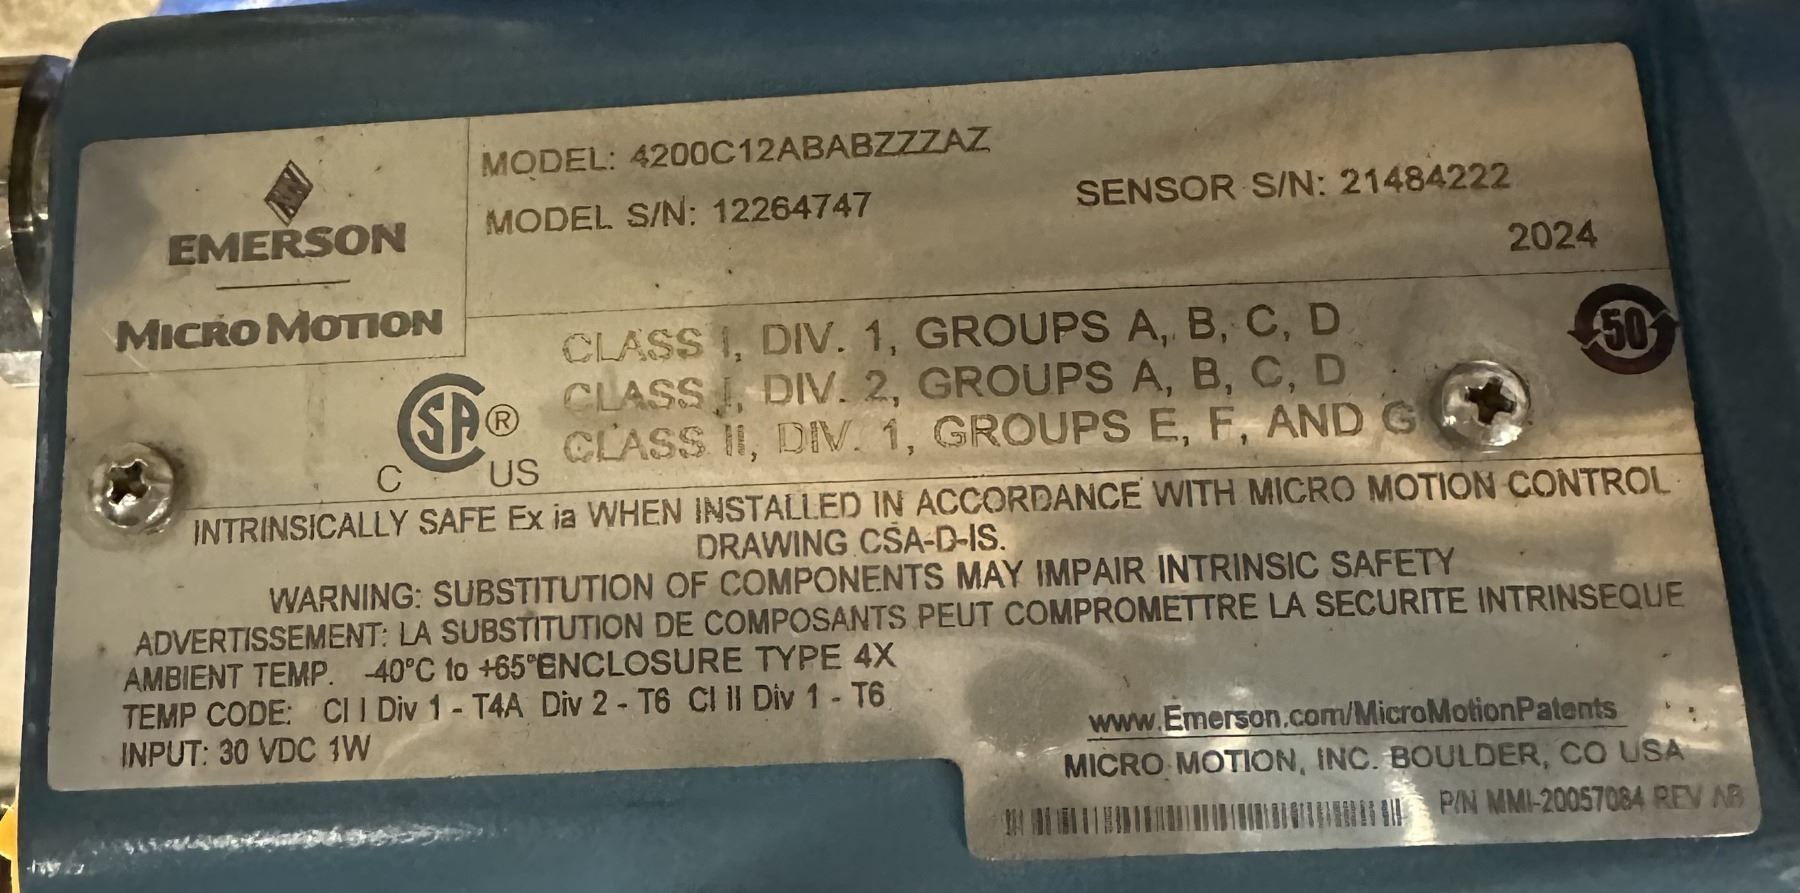 EMERSON
MICRO MOTION
MODEL: 4200C12ABABZZZAZ
MODEL S/N: 12264747
SENSOR S/N: 21484222
2024
50
CLASS I, DIV. 1, GROUPS A, B, C, D
CLASS I, DIV. 2, GROUPS A, B, C, D
CLASS II, DIV. 1, GROUPS E, F, AND G
C SA ® US
INTRINSICALLY SAFE Ex ia WHEN INSTALLED IN ACCORDANCE WITH MICRO MOTION CONTROL
DRAWING CSA-D-IS.
WARNING: SUBSTITUTION OF COMPONENTS MAY IMPAIR INTRINSIC SAFETY
ADVERTISSEMENT: LA SUBSTITUTION DE COMPOSANTS PEUT COMPROMETTRE LA SECURITE INTRINSEQUE
AMBIENT TEMP. -40°C to +65°ENCLOSURE TYPE 4X
TEMP CODE: Cl I Div 1 - T4A Div 2 - T6 Cl II Div 1 - T6
INPUT: 30 VDC 1W
www.Emerson.com/MicroMotionPatents
MICRO MOTION, INC. BOULDER, CO USA
P/N MMI-20057084 REV AB